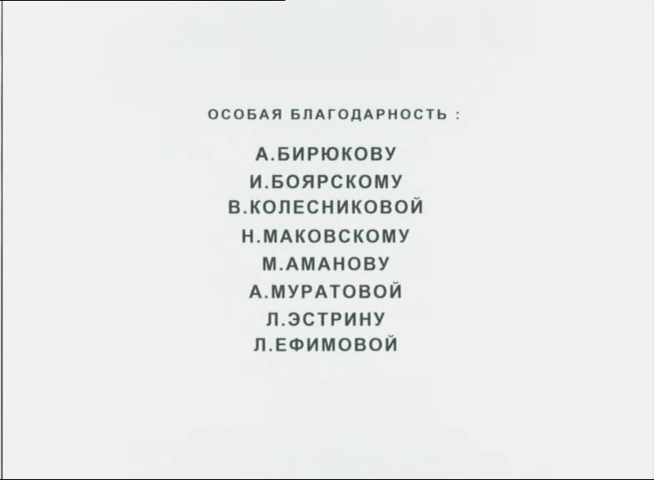 ОСОБАЯ БЛАГОДАРНОСТЬ :
А.БИРЮКОВУ
И.БОЯРСКОМУ
В.КОЛЕСНИКОВОЙ
Н.МАКОВСКОМУ
М.АМАНОВУ
А.МУРАТОВОЙ
Л.ЭСТРИНУ
Л.ЕФИМОВОЙ